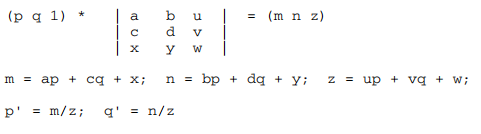 (p q 1) * | a b u | = (m n z)
| c d v |
| x y w |
m = ap + cq + x; n = bp + dq + y; z = up + vq + w;
p' = m/z; q' = n/z